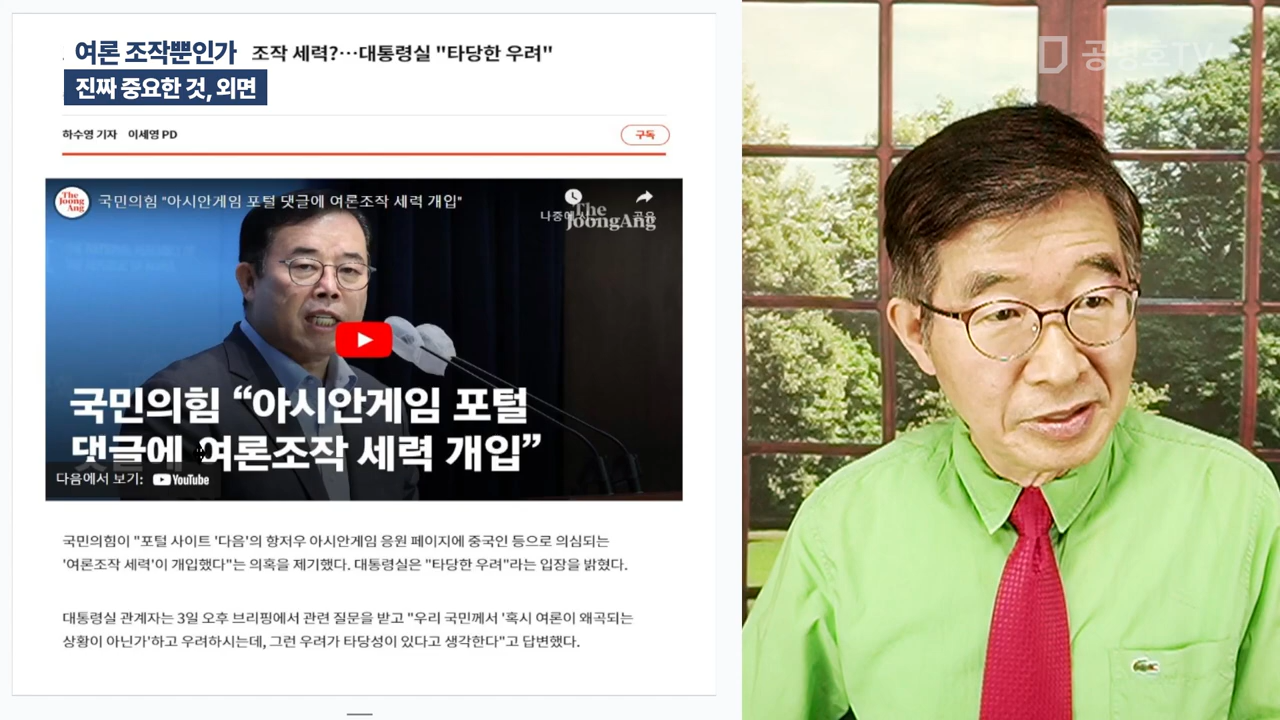 여론 조작뿐인가
진짜 중요한 것, 외면
조작 세력?…대통령실 "타당한 우려"
하수영 기자 이세영 PD
구독
The Joong Ang
국민의힘 "아시안게임 포털 댓글에 여론조작 세력 개입"
The JoongAng
국민의힘 “아시안게임 포털
댓글에 여론조작 세력 개입”
다음에서 보기: YouTube
국민의힘이 "포털 사이트 '다음'의 항저우 아시안게임 응원 페이지에 중국인 등으로 의심되는
'여론조작 세력'이 개입했다"는 의혹을 제기했다. 대통령실은 "타당한 우려"라는 입장을 밝혔다.
대통령실 관계자는 3일 오후 브리핑에서 관련 질문을 받고 "우리 국민께서 '혹시 여론이 왜곡되는
상황이 아닌가'하고 우려하시는데, 그런 우려가 타당성이 있다고 생각한다"고 답변했다.
공병호TV